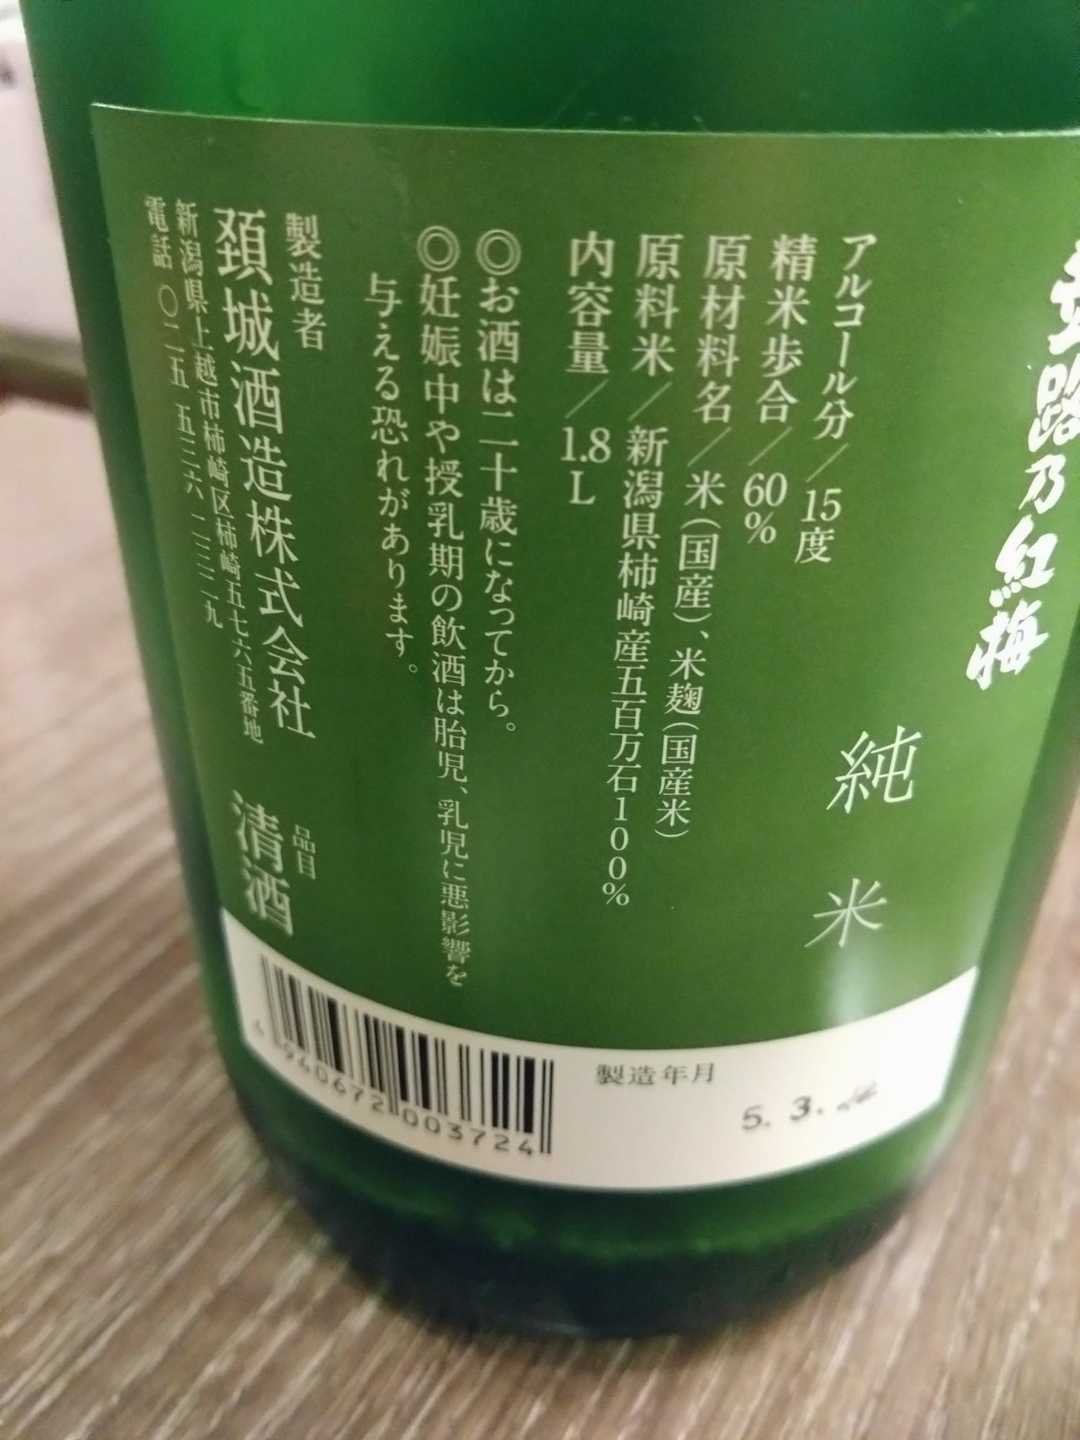 路乃紅梅
純米
アルコール分／15度
精米歩合／60%
原材料名／米(国産)、米麹(国産米)
原料米／新潟県柿崎産五百万石100%
内容量／1.8L
◎お酒は二十歳になってから。
◎妊娠中や授乳期の飲酒は胎児、乳児に悪影響を
与える恐れがあります。
製造者
頚城酒造株式会社
新潟県上越市柿崎区柿崎五七六五番地
電話 〇二五 五三六 二三二九
品目
清酒
4940672003724
製造年月
5.3.